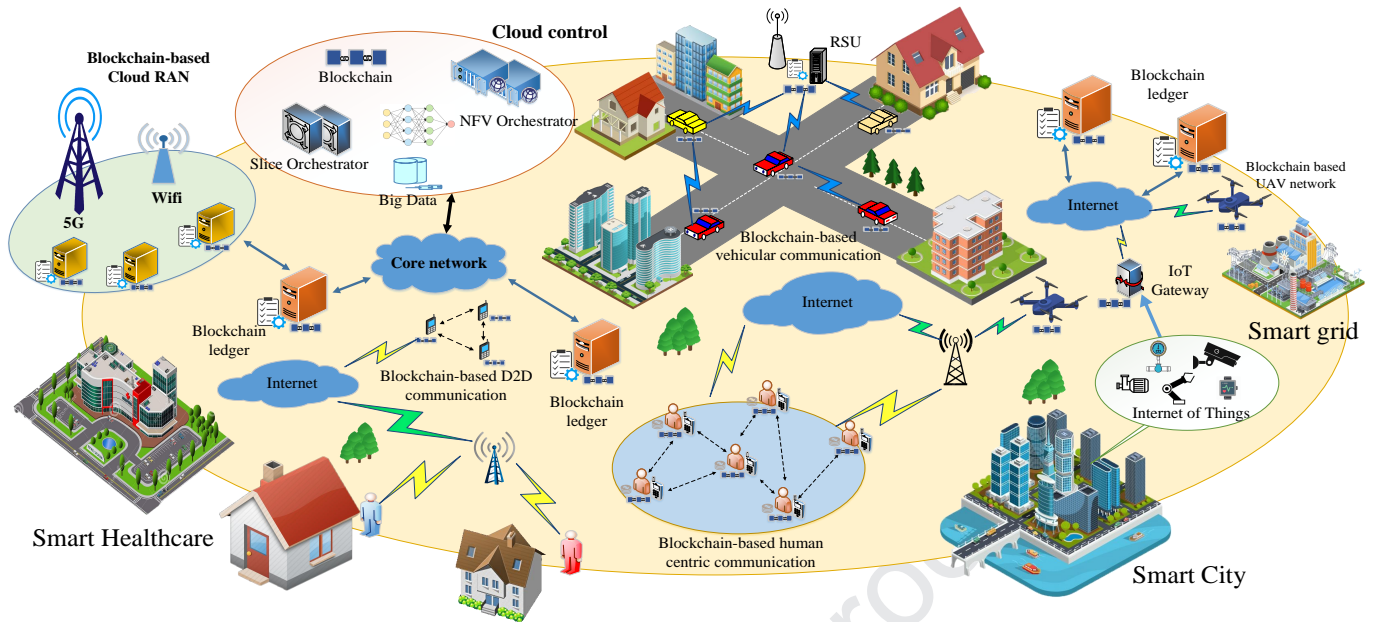 Cloud control
Blockchain-based
Cloud RAN
Blockchain
NFV Orchestrator
Slice Orchestrator
Big Data
Wifi
5G
Core network
Blockchain
ledger
Internet
Blockchain-based D2D
communication
Blockchain
ledger
RSU
Blockchain-based
vehicular communication
Internet
Blockchain
ledger
Blockchain based
UAV network
Internet
IoT
Gateway
Smart grid
Internet of Things
Smart Healthcare
Blockchain-based human
centric communication
Smart City